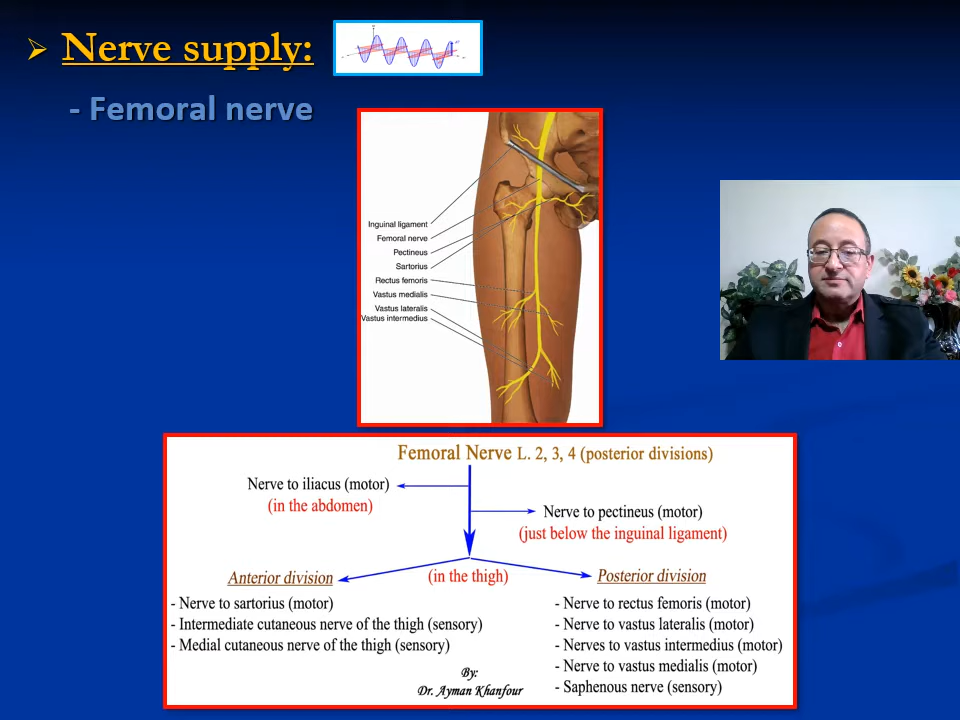 Nerve supply:
- Femoral nerve
Inguinal ligament
Femoral nerve
Pectineus
Sartorius
Rectus femoris
Vastus medialis
Vastus lateralis
Vastus intermedius
Femoral Nerve L. 2, 3, 4 (posterior divisions)
Nerve to iliacus (motor)
(in the abdomen)
Nerve to pectineus (motor)
(just below the inguinal ligament)
(in the thigh)
Anterior division
- Nerve to sartorius (motor)
- Intermediate cutaneous nerve of the thigh (sensory)
- Medial cutaneous nerve of the thigh (sensory)
Posterior division
- Nerve to rectus femoris (motor)
- Nerve to vastus lateralis (motor)
- Nerves to vastus intermedius (motor)
- Nerve to vastus medialis (motor)
- Saphenous nerve (sensory)
By:
Dr. Ayman Khanfour